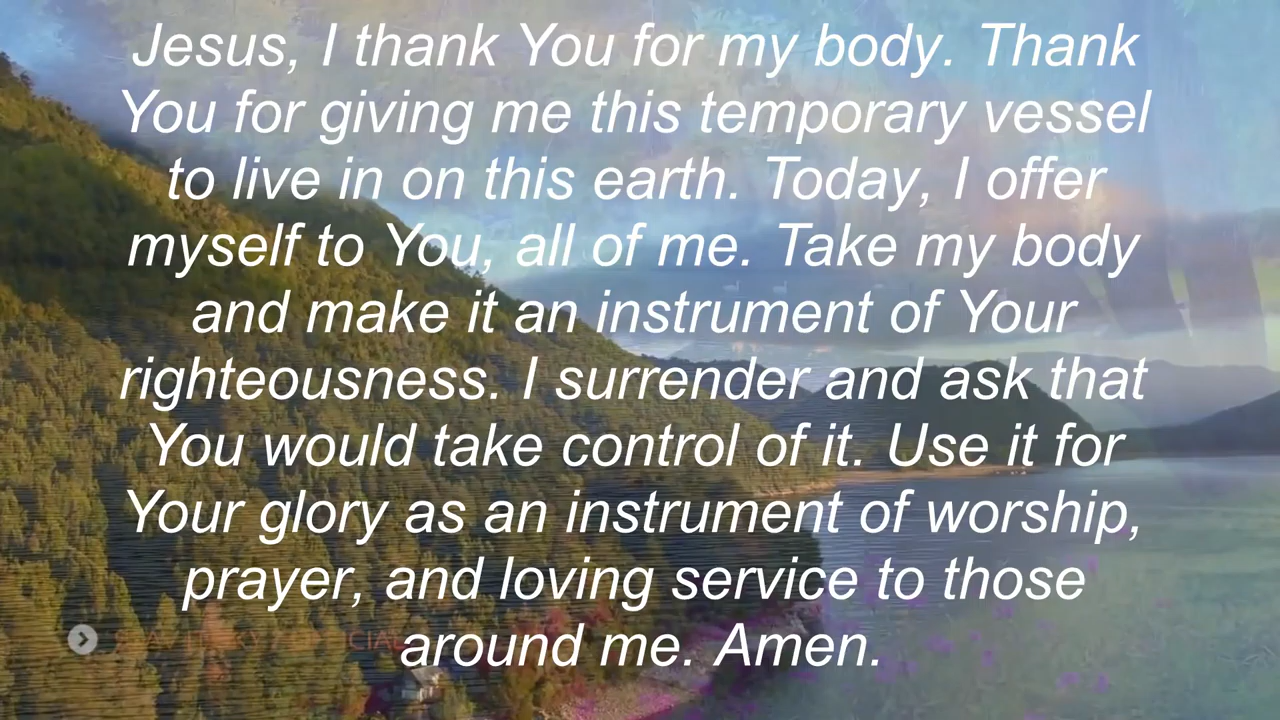 Jesus, I thank You for my body. Thank
You for giving me this temporary vessel
to live in on this earth. Today, I offer
myself to You, all of me. Take my body
and make it an instrument of Your
righteousness. I surrender and ask that
You would take control of it. Use it for
Your glory as an instrument of worship,
prayer, and loving service to those
around me. Amen.